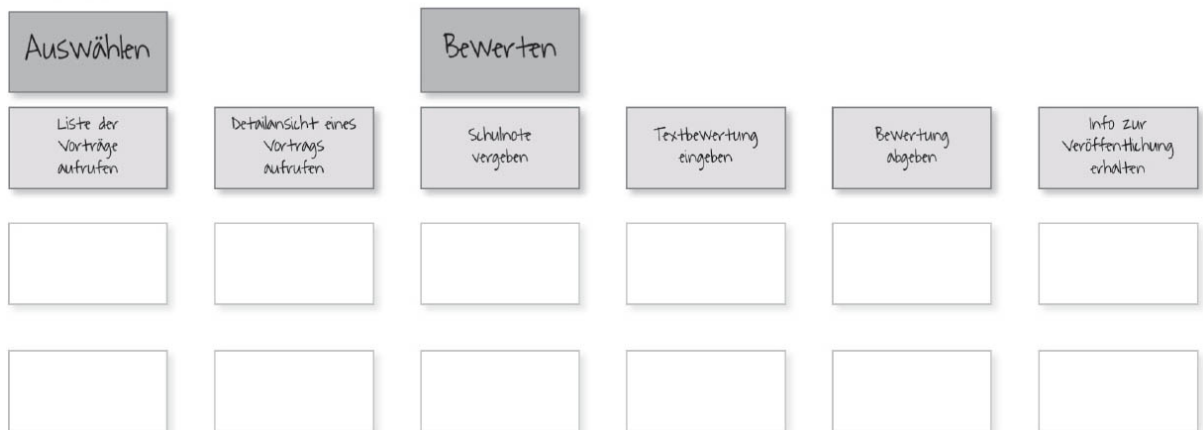 Auswählen
Bewerten
Liste der
Vorträge
aufrufen
Detailansicht eines
Vortrags
aufrufen
Schulnote
vergeben
Textbewertung
eingeben
Bewertung
abgeben
Info zur
Veröffentlichung
erhalten